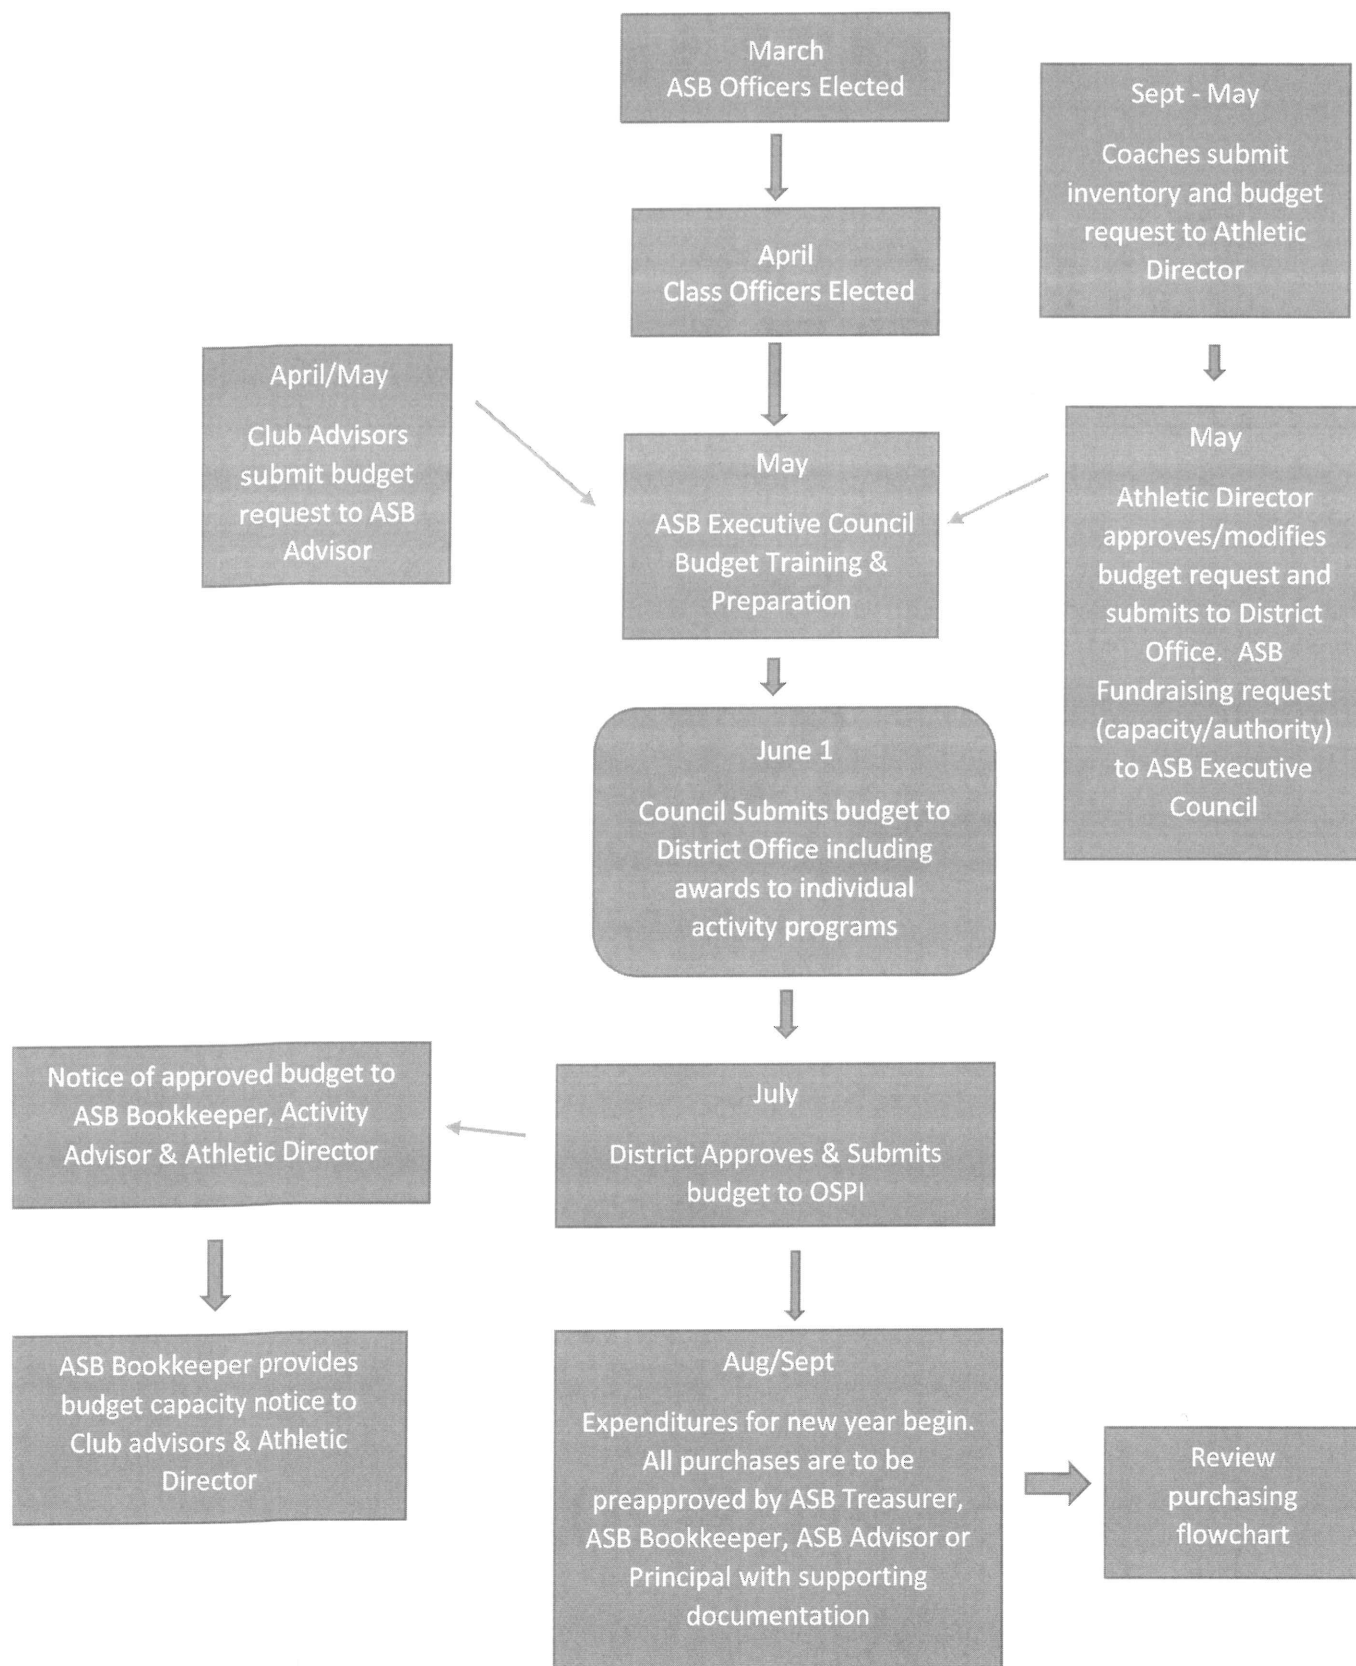 March
ASB Officers Elected
Sept - May
Coaches submit
inventory and budget
request to Athletic
Director
April
Class Officers Elected
April/May
Club Advisors
submit budget
request to ASB
Advisor
May
ASB Executive Council
Budget Training &
Preparation
May
Athletic Director
approves/modifies
budget request and
submits to District
Office.  ASB
Fundraising request
(capacity/authority)
to ASB Executive
Council
June 1
Council Submits budget to
District Office including
awards to individual
activity programs
Notice of approved budget to
ASB Bookkeeper, Activity
Advisor & Athletic Director
July
District Approves & Submits
budget to OSPI
ASB Bookkeeper provides
budget capacity notice to
Club advisors & Athletic
Director
Aug/Sept
Expenditures for new year begin.
All purchases are to be
preapproved by ASB Treasurer,
ASB Bookkeeper, ASB Advisor or
Principal with supporting
documentation
Review
purchasing
flowchart